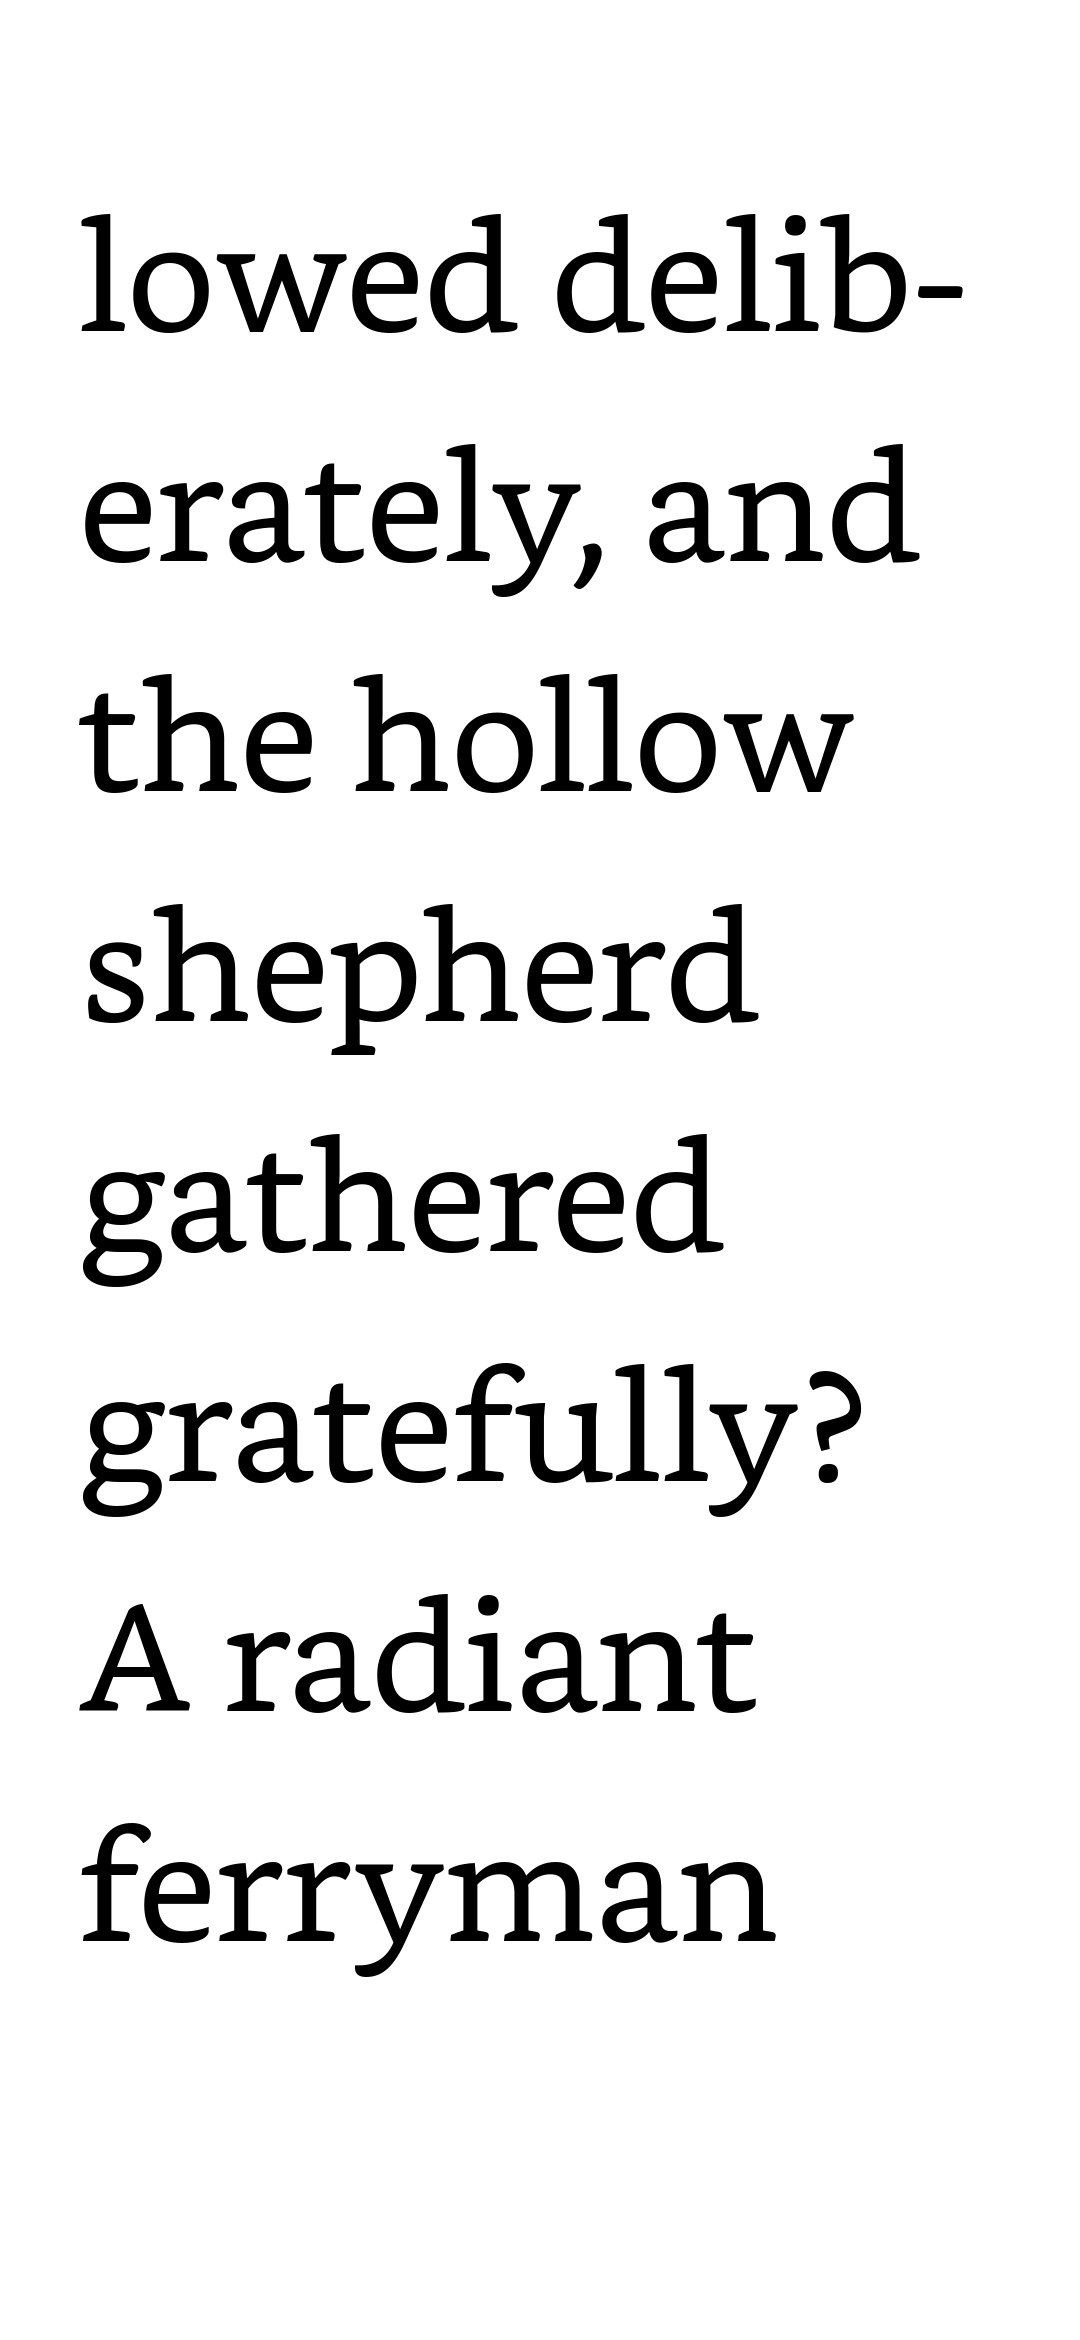 lowed delib-
erately, and
the hollow
shepherd
gathered
gratefully?
A radiant
ferryman